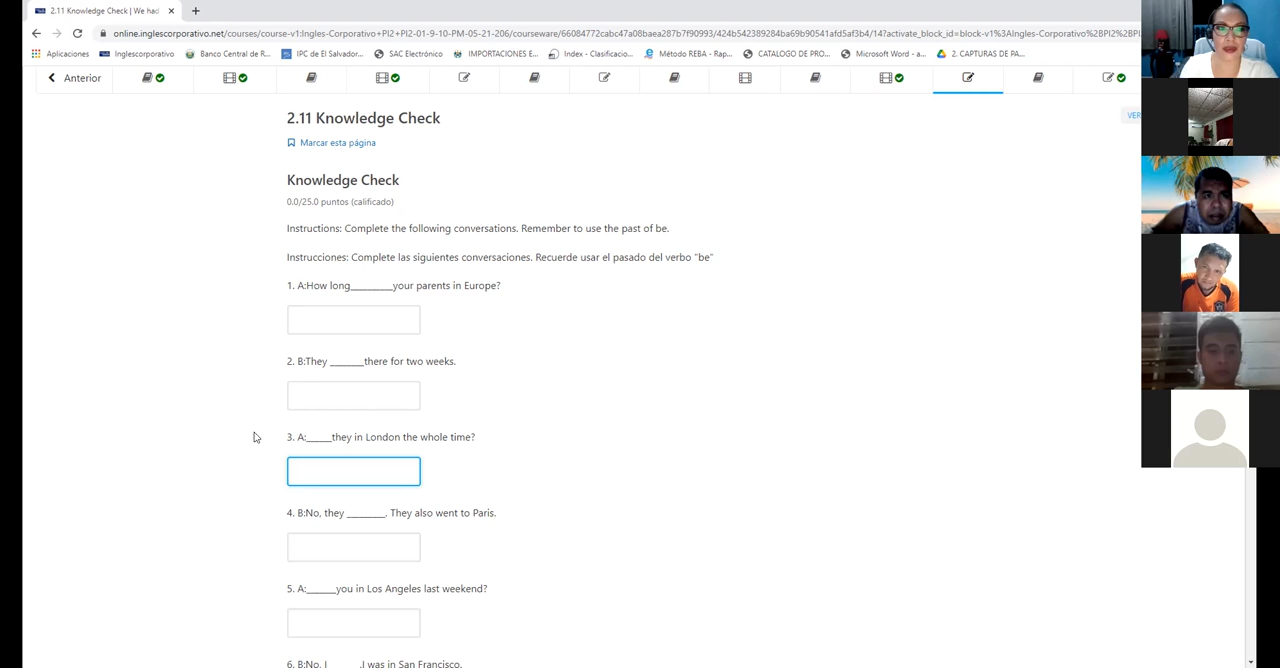 2.11 Knowledge Check | We had
online.inglescorporativo.net/courses/course-v1:Ingles-Corporativo+PI2+PI2-01-9-10-PM-05-21-206/courseware/66084772cabc47a08baea287b7f90993/424b542389284ba69b90541afd5af3b4/14?activate_block_id=block-v1%3AIngles-Corporativo%2BPI2%2BPI
Aplicaciones Inglescorporativo Banco Central de R... IPC de El Salvador... SAC Electrónico IMPORTACIONES E... Index - Clasificacio... Método REBA - Rap... CATALOGO DE PRO... Microsoft Word - a... 2. CAPTURAS DE PA...
Anterior
2.11 Knowledge Check
VER
Marcar esta página
Knowledge Check
0.0/25.0 puntos (calificado)
Instructions: Complete the following conversations. Remember to use the past of be.
Instrucciones: Complete las siguientes conversaciones. Recuerde usar el pasado del verbo "be"
1. A:How long__________your parents in Europe?
2. B:They ________there for two weeks.
3. A:______they in London the whole time?
4. B:No, they _________. They also went to Paris.
5. A:_______you in Los Angeles last weekend?
6. B:No, I _______.I was in San Francisco.